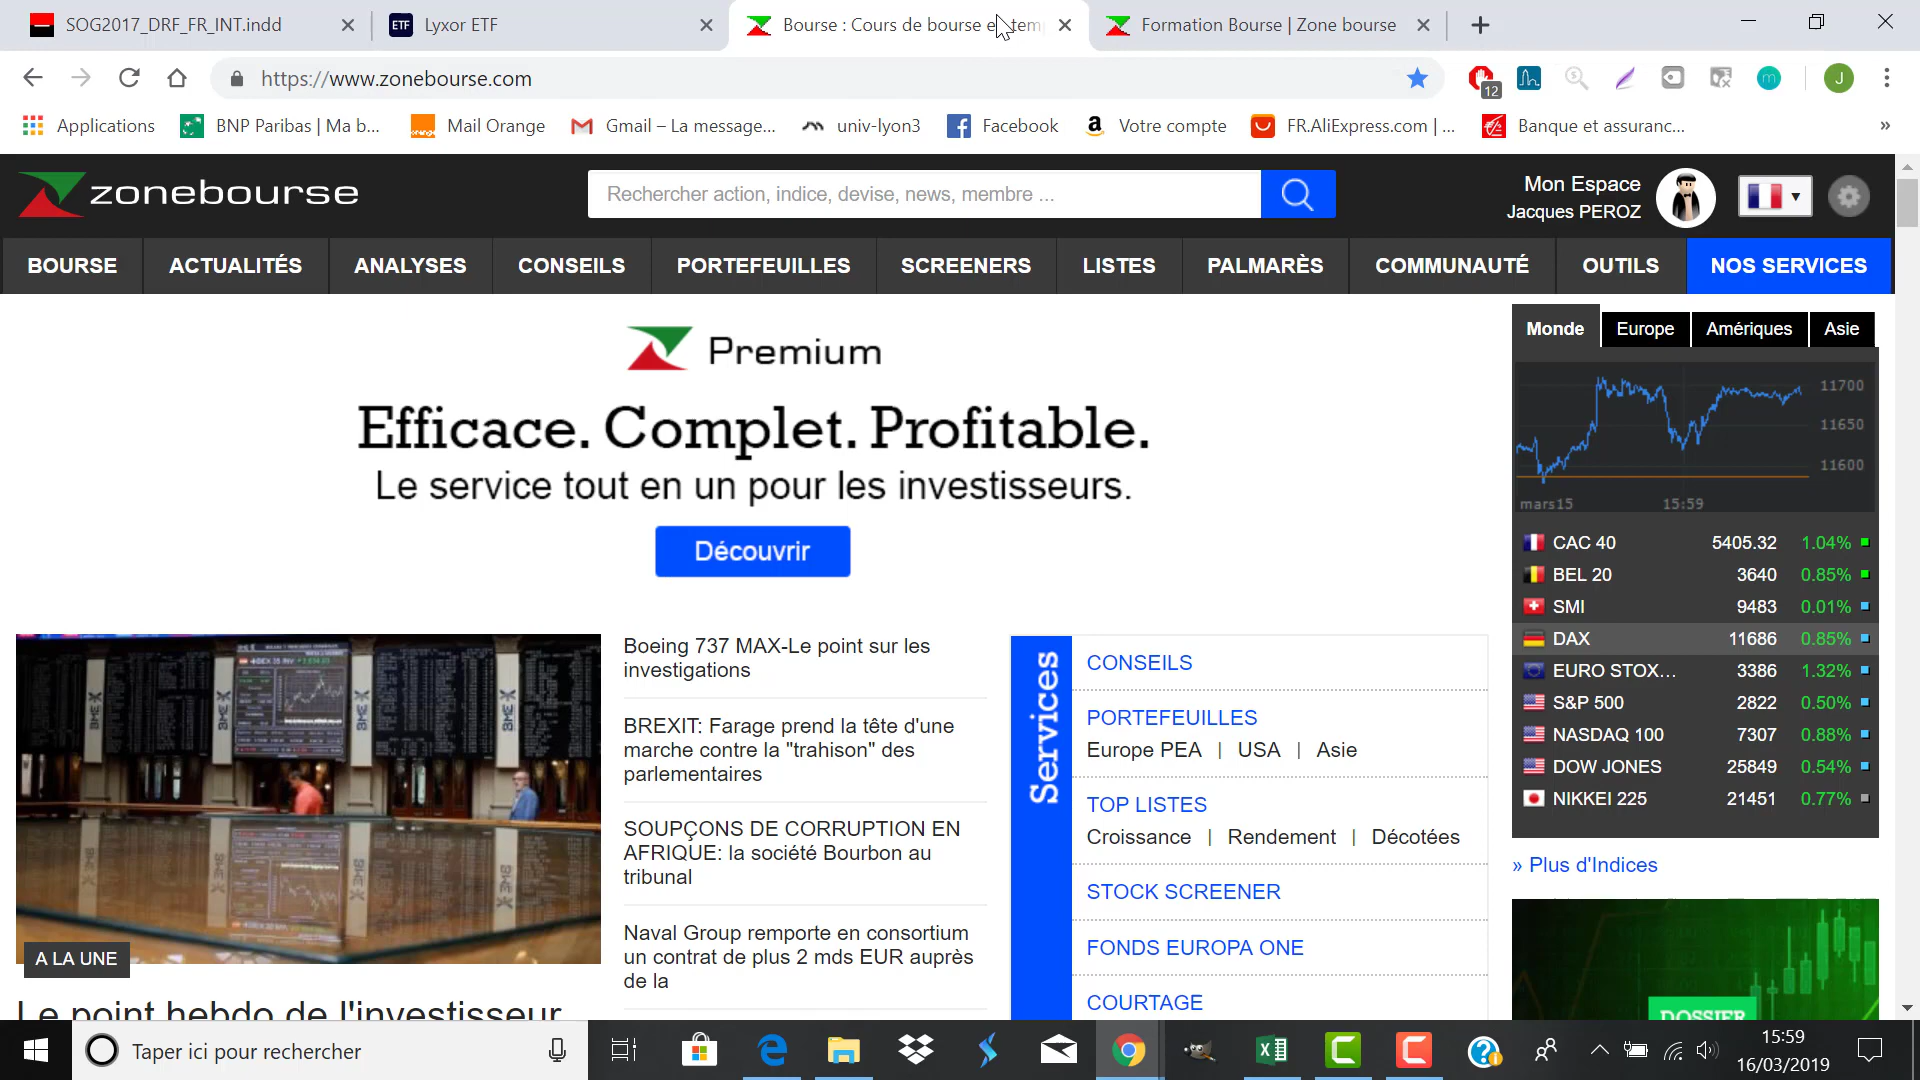 SOG2017_DRF_FR_INT.indd
Lyxor ETF
Bourse : Cours de bourse e
Formation Bourse | Zone bourse
https://www.zonebourse.com
12
J
Applications
BNP Paribas | Ma b...
Mail Orange
Gmail – La message...
univ-lyon3
Facebook
Votre compte
FR.AliExpress.com | ...
Banque et assuranc...
»
zonebourse
Rechercher action, indice, devise, news, membre ...
Mon Espace
Jacques PEROZ
BOURSE
ACTUALITÉS
ANALYSES
CONSEILS
PORTEFEUILLES
SCREENERS
LISTES
PALMARÈS
COMMUNAUTÉ
OUTILS
NOS SERVICES
Premium
Efficace. Complet. Profitable.
Le service tout en un pour les investisseurs.
Découvrir
Monde
Europe
Amériques
Asie
11700
11650
11600
mars15
15:59
CAC 40 5405.32 1.04%
BEL 20 3640 0.85%
SMI 9483 0.01%
DAX 11686 0.85%
EURO STOX... 3386 1.32%
S&P 500 2822 0.50%
NASDAQ 100 7307 0.88%
DOW JONES 25849 0.54%
NIKKEI 225 21451 0.77%
» Plus d'Indices
DOSSIER
A LA UNE
Le point hebdo de l'investisseur
Boeing 737 MAX-Le point sur les
investigations
BREXIT: Farage prend la tête d'une
marche contre la "trahison" des
parlementaires
SOUPÇONS DE CORRUPTION EN
AFRIQUE: la société Bourbon au
tribunal
Naval Group remporte en consortium
un contrat de plus 2 mds EUR auprès
de la
Services
CONSEILS
PORTEFEUILLES
Europe PEA | USA | Asie
TOP LISTES
Croissance | Rendement | Décotées
STOCK SCREENER
FONDS EUROPA ONE
COURTAGE
Taper ici pour rechercher
15:59
16/03/2019